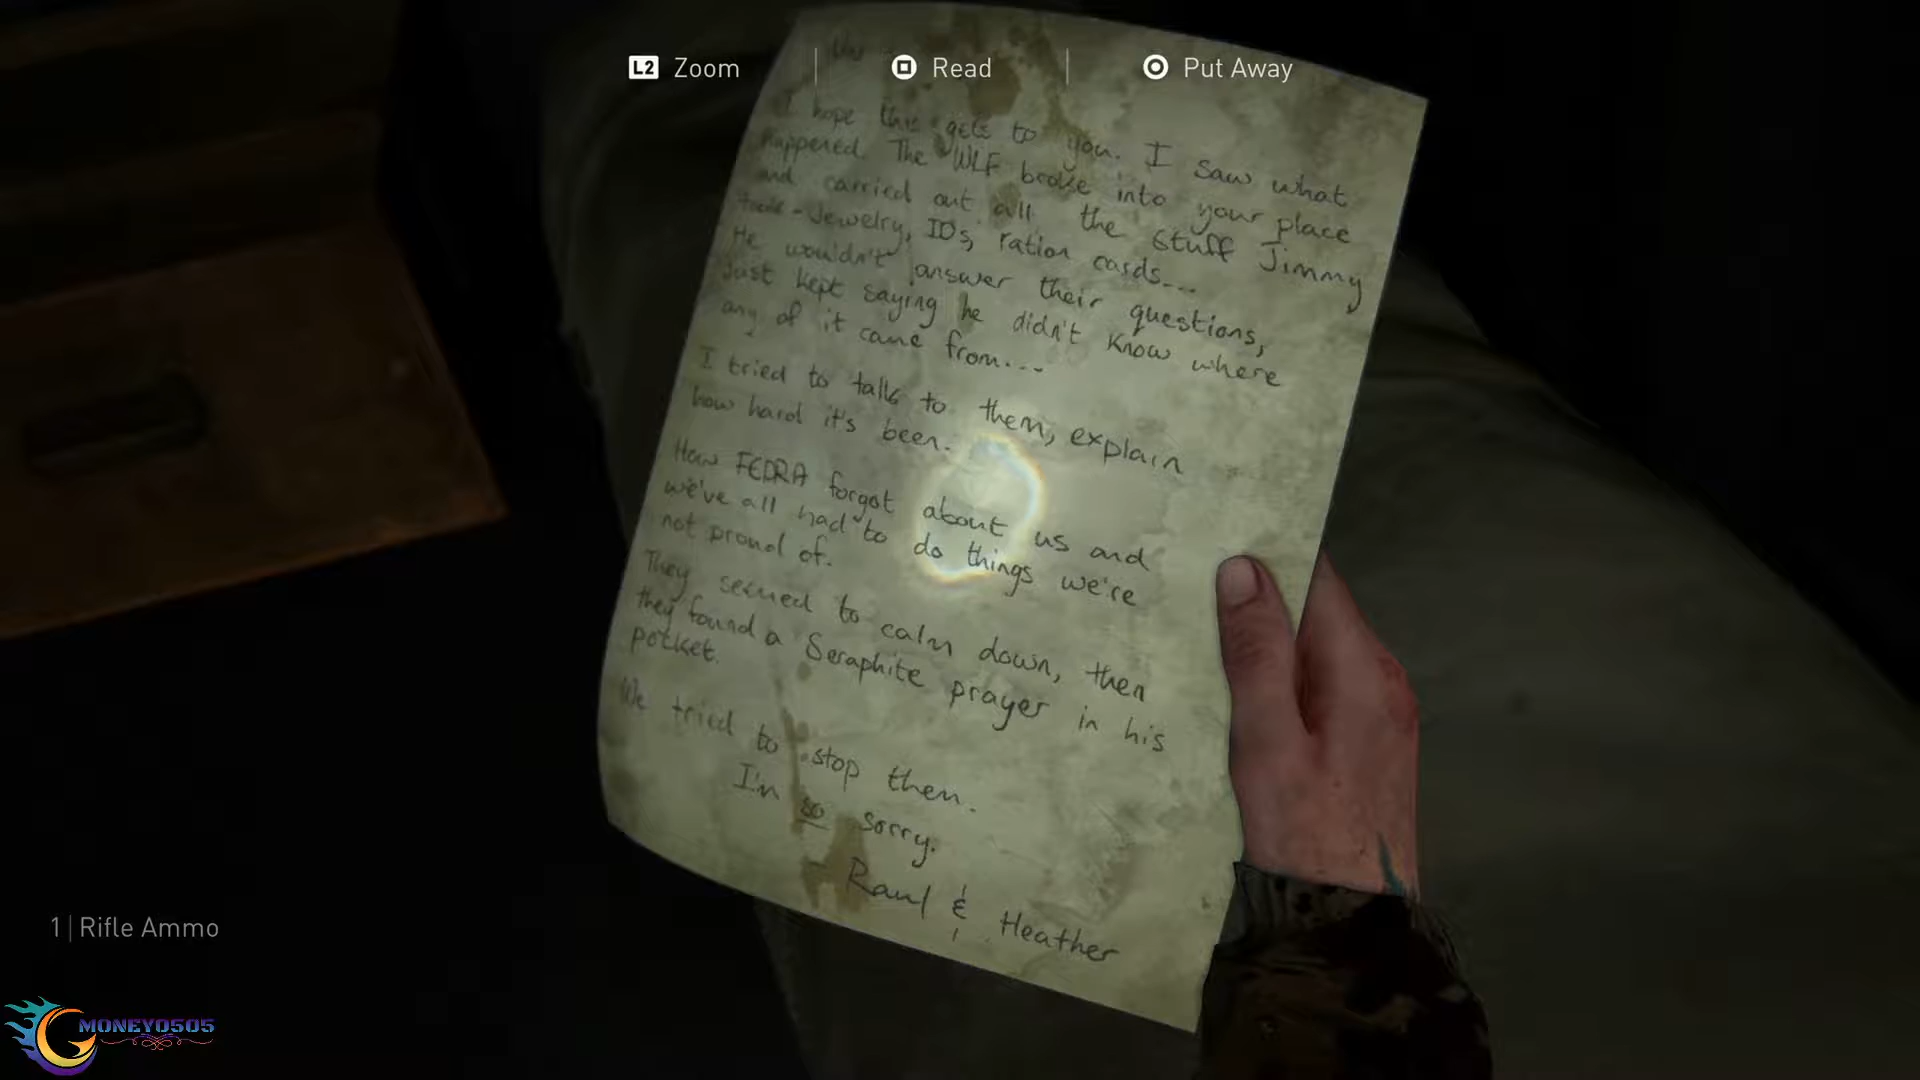 L2 Zoom
Read
Put Away
I hope this gets to you. I saw what
happened. The WLF broke into your place
and carried out all the stuff Jimmy
- Jewelry, IDs, ration cards...
He wouldn't answer their questions,
Just kept saying he didn't know where
any of it came from...
I tried to talk to them, explain
how hard it's been.
How FEDRA forgot about us and
we've all had to do things we're
not proud of.
They seemed to calm down, then
they found a Seraphite prayer in his
pocket.
We tried to stop them.
I'm so sorry.
Raul & Heather
1 | Rifle Ammo
MONEY0505